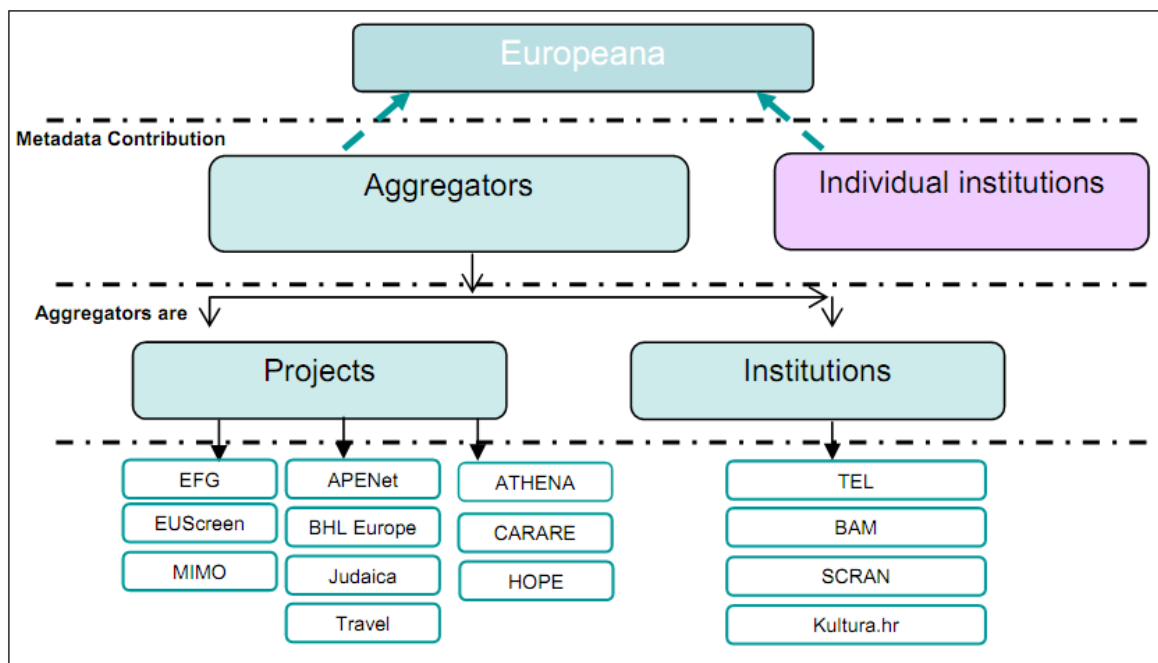 Europeana
Metadata Contribution
Aggregators
Individual institutions
Aggregators are
Projects
Institutions
EFG
EUScreen
MIMO
APENet
BHL Europe
Judaica
Travel
ATHENA
CARARE
HOPE
TEL
BAM
SCRAN
Kultura.hr